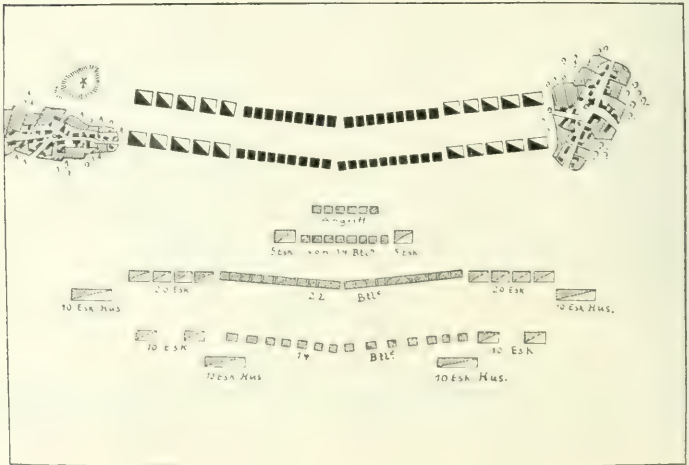 Angriff
5 Esk von 14 Btl.ⁿ 5 Esk
20 Esk 22 Btl.ᵉ 20 Esk
10 Esk Hus. 10 Esk Hus.
10 Esk 14 Btl.ᵉ 10 Esk
10 Esk Hus 10 Esk Hus.